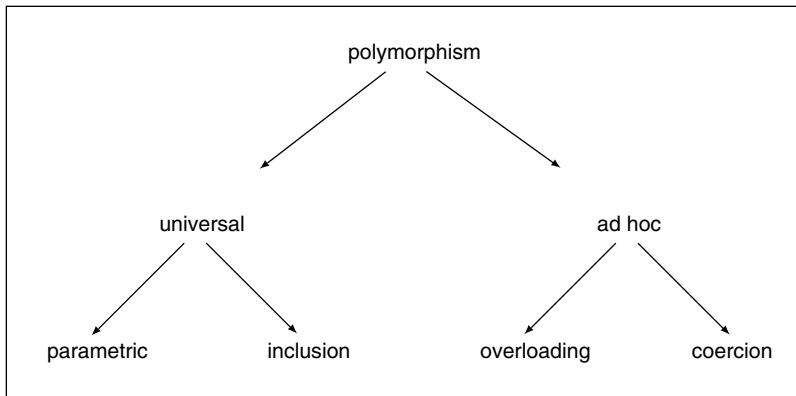 polymorphism
universal ad hoc
parametric inclusion overloading coercion